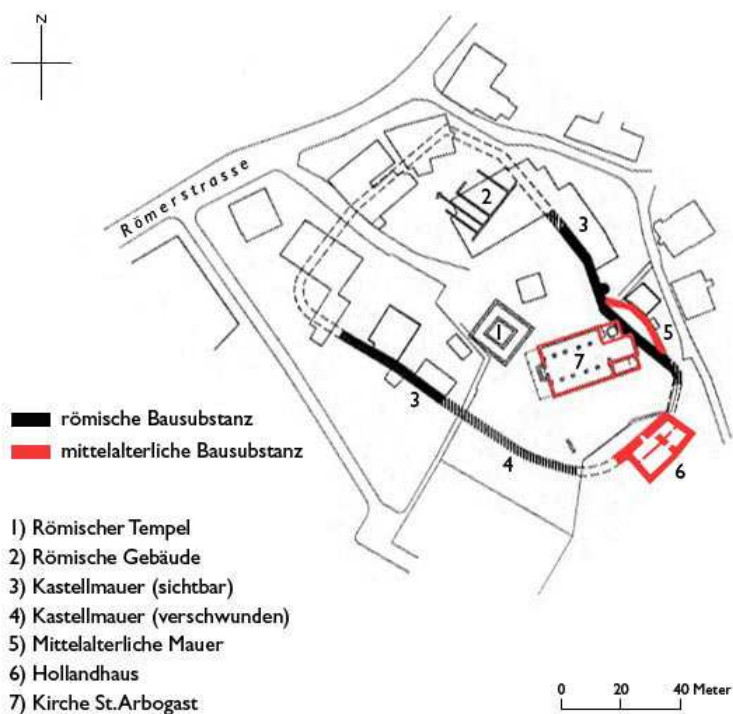 N
Römerstrasse
2
3
1
5
7
3
4
6
römische Bausubstanz
mittelalterliche Bausubstanz
1) Römischer Tempel
2) Römische Gebäude
3) Kastellmauer (sichtbar)
4) Kastellmauer (verschwunden)
5) Mittelalterliche Mauer
6) Hollandhaus
7) Kirche St.Arbogast
0 20 40 Meter